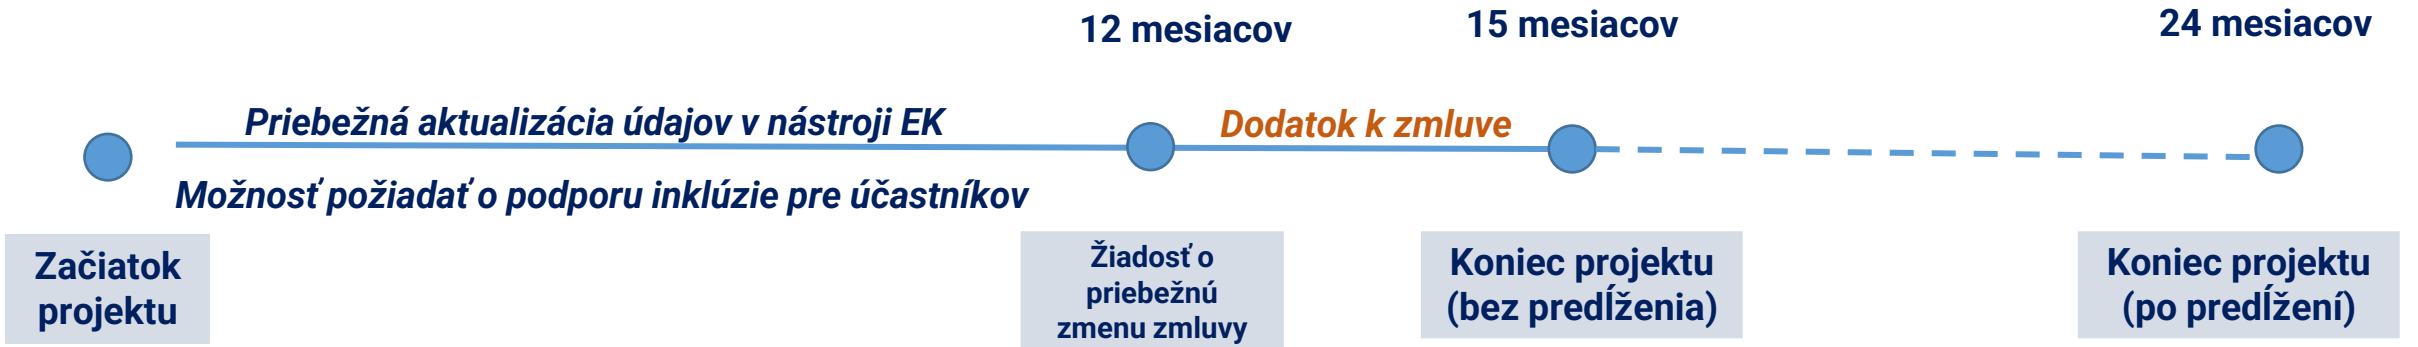 12 mesiacov
15 mesiacov
24 mesiacov
Priebežná aktualizácia údajov v nástroji EK
Dodatok k zmluve
Možnosť požiadať o podporu inklúzie pre účastníkov
Začiatok
projektu
Žiadosť o
priebežnú
zmenu zmluvy
Koniec projektu
(bez predĺženia)
Koniec projektu
(po predĺžení)